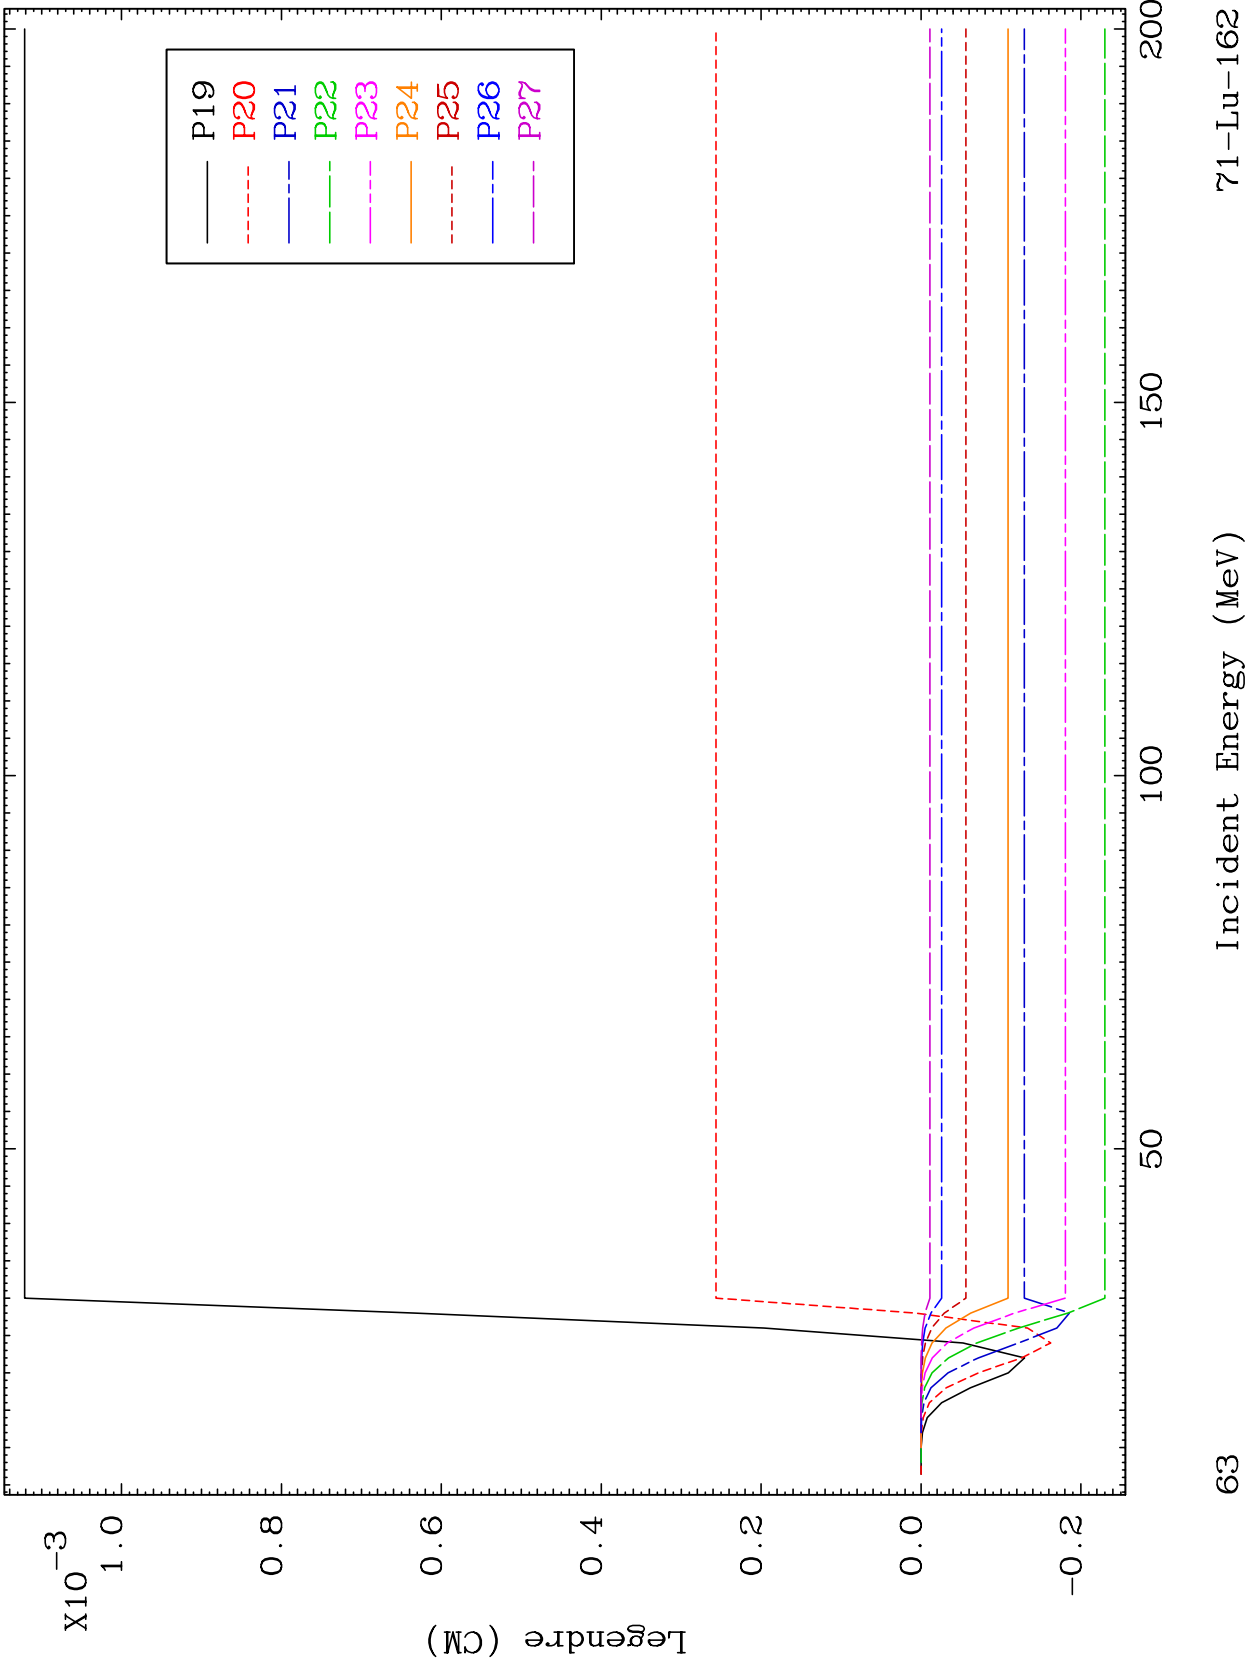 X10-3
1.0
0.8
0.6
0.4
0.2
0.0
-0.2
Legendre (CM)
P19
P20
P21
P22
P23
P24
P25
P26
P27
50
100
150
200
Incident Energy (MeV)
63
71-Lu-162